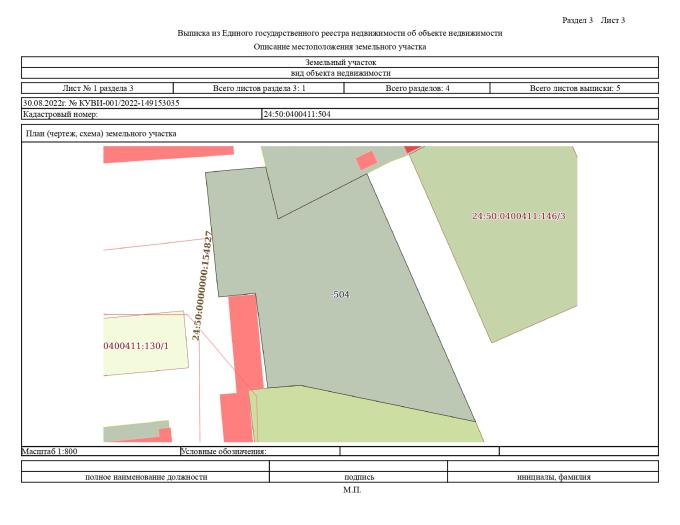 Раздел 3 Лист 3
Выписка из Единого государственного реестра недвижимости об объекте недвижимости
Описание местоположения земельного участка
Земельный участок
вид объекта недвижимости
Лист № 1 раздела 3 Всего листов раздела 3: 1 Всего разделов: 4 Всего листов выписки: 5
30.08.2022г. № КУВИ-001/2022-149153035
Кадастровый номер: 24:50:0400411:504
План (чертеж, схема) земельного участка
24:50:0400411:146/3
24:50:0000000:154827
:504
0400411:130/1
Масштаб 1:800 Условные обозначения:
полное наименование должности подпись инициалы, фамилия
М.П.